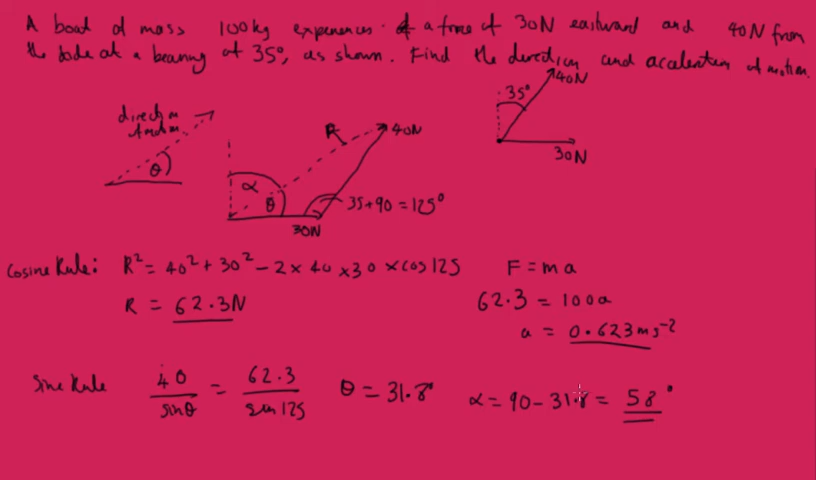 A boat of mass 100kg experiences a force of 30N eastward and 40N from
the side at a bearing of 35°, as shown. Find the direction and acceleration of motion.
40N
35°
30N
direction
of motion
θ
R
40N
α
θ
35+90=125°
30N
Cosine Rule: R² = 40² + 30² - 2 × 40 × 30 × cos 125
R = 62.3N
F = ma
62.3 = 100a
a = 0.623ms⁻²
Sine Rule 40/sinθ = 62.3/sin 125 θ = 31.8°
α = 90 - 31.8 = 58°